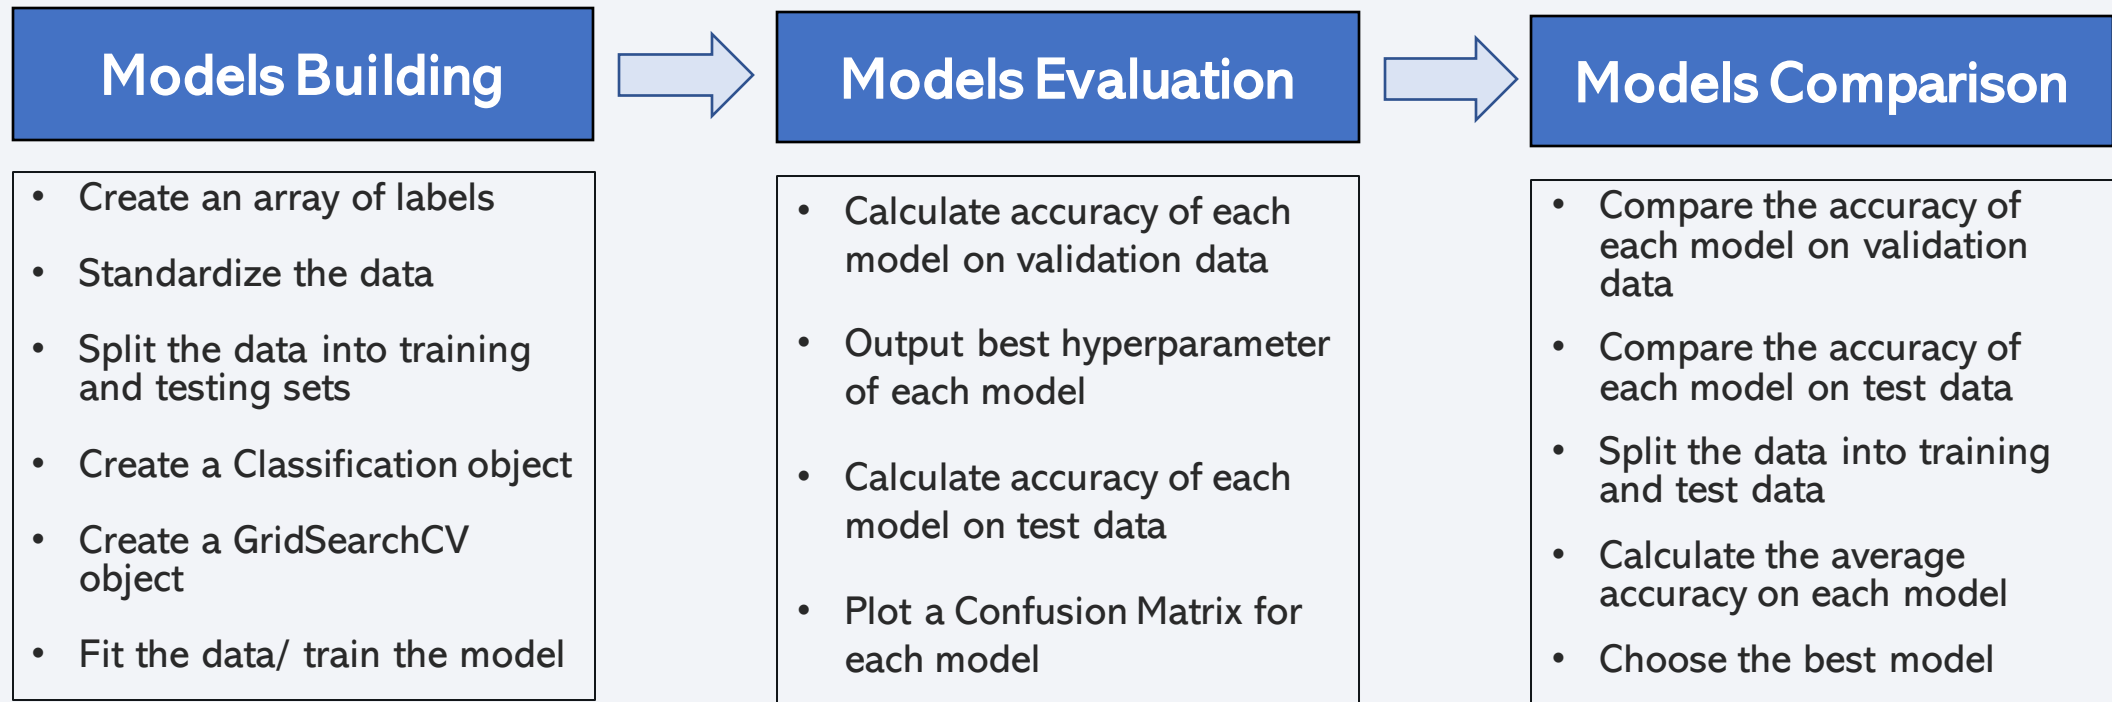 Models Building
Models Evaluation
Models Comparison
• Create an array of labels
• Standardize the data
• Split the data into training
and testing sets
• Create a Classification object
• Create a GridSearchCV
object
• Fit the data/ train the model
• Calculate accuracy of each
model on validation data
• Output best hyperparameter
of each model
• Calculate accuracy of each
model on test data
• Plot a Confusion Matrix for
each model
• Compare the accuracy of
each model on validation
data
• Compare the accuracy of
each model on test data
• Split the data into training
and test data
• Calculate the average
accuracy on each model
• Choose the best model